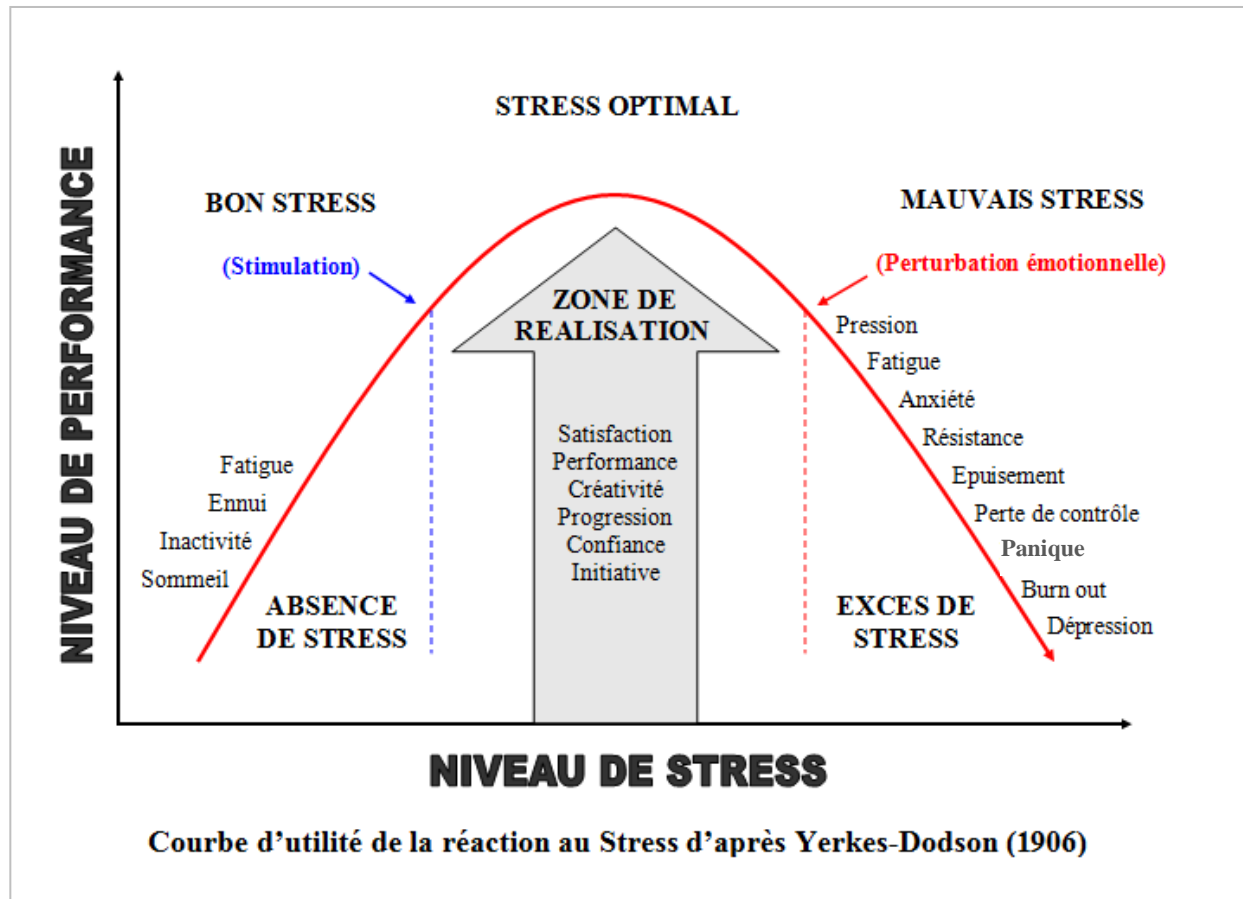 STRESS OPTIMAL
BON STRESS
MAUVAIS STRESS
(Stimulation)
(Perturbation émotionnelle)
ZONE DE
REALISATION
Satisfaction
Performance
Créativité
Progression
Confiance
Initiative
Fatigue
Ennui
Inactivité
Sommeil
ABSENCE
DE STRESS
Pression
Fatigue
Anxiété
Résistance
Epuisement
Perte de contrôle
Panique
Burn out
Dépression
EXCES DE
STRESS
NIVEAU DE PERFORMANCE
NIVEAU DE STRESS
Courbe d’utilité de la réaction au Stress d’après Yerkes-Dodson (1906)